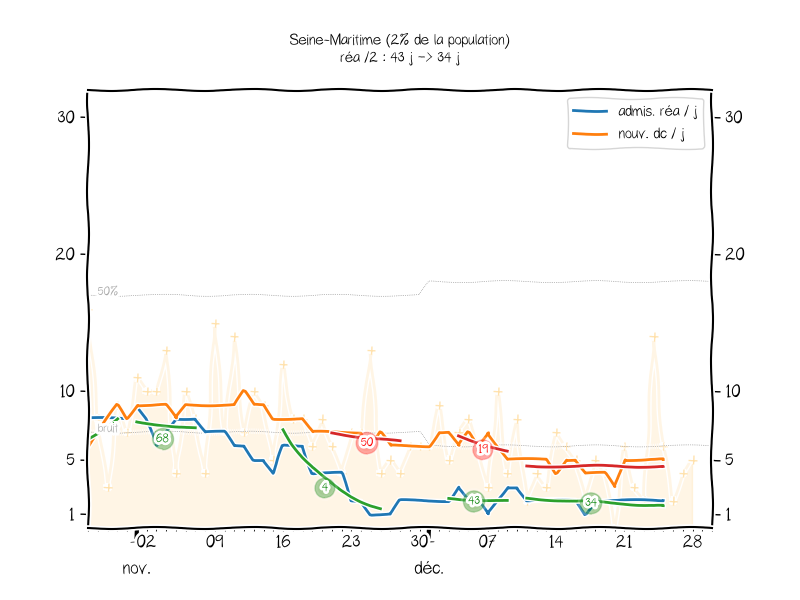 Seine-Maritime (2% de la population)
réa /2 : 43 j -> 34 j
admis. réa / j
nouv. dc / j
30 30
20 20
50%
10 10
bruit
68
50
19
5 5
4
43
34
1 1
02 09 16 23 30 07 14 21 28
nov. déc.